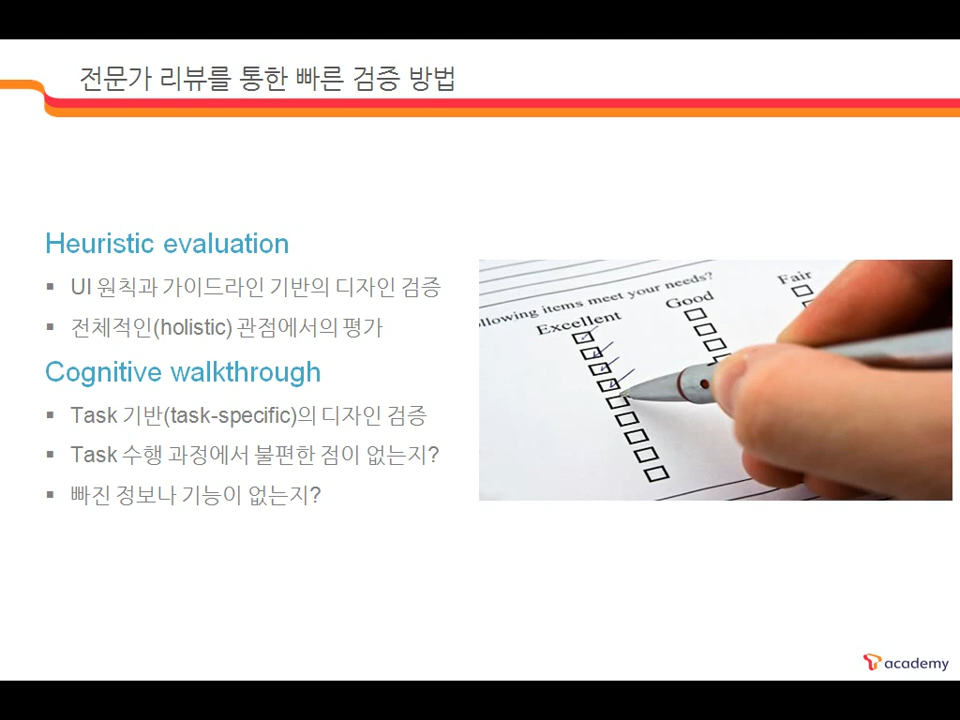 전문가 리뷰를 통한 빠른 검증 방법
Heuristic evaluation
▪ UI 원칙과 가이드라인 기반의 디자인 검증
▪ 전체적인(holistic) 관점에서의 평가
Cognitive walkthrough
▪ Task 기반(task-specific)의 디자인 검증
▪ Task 수행 과정에서 불편한 점이 없는지?
▪ 빠진 정보나 기능이 없는지?
llowing items meet your needs?
Excellent Good Fair
academy